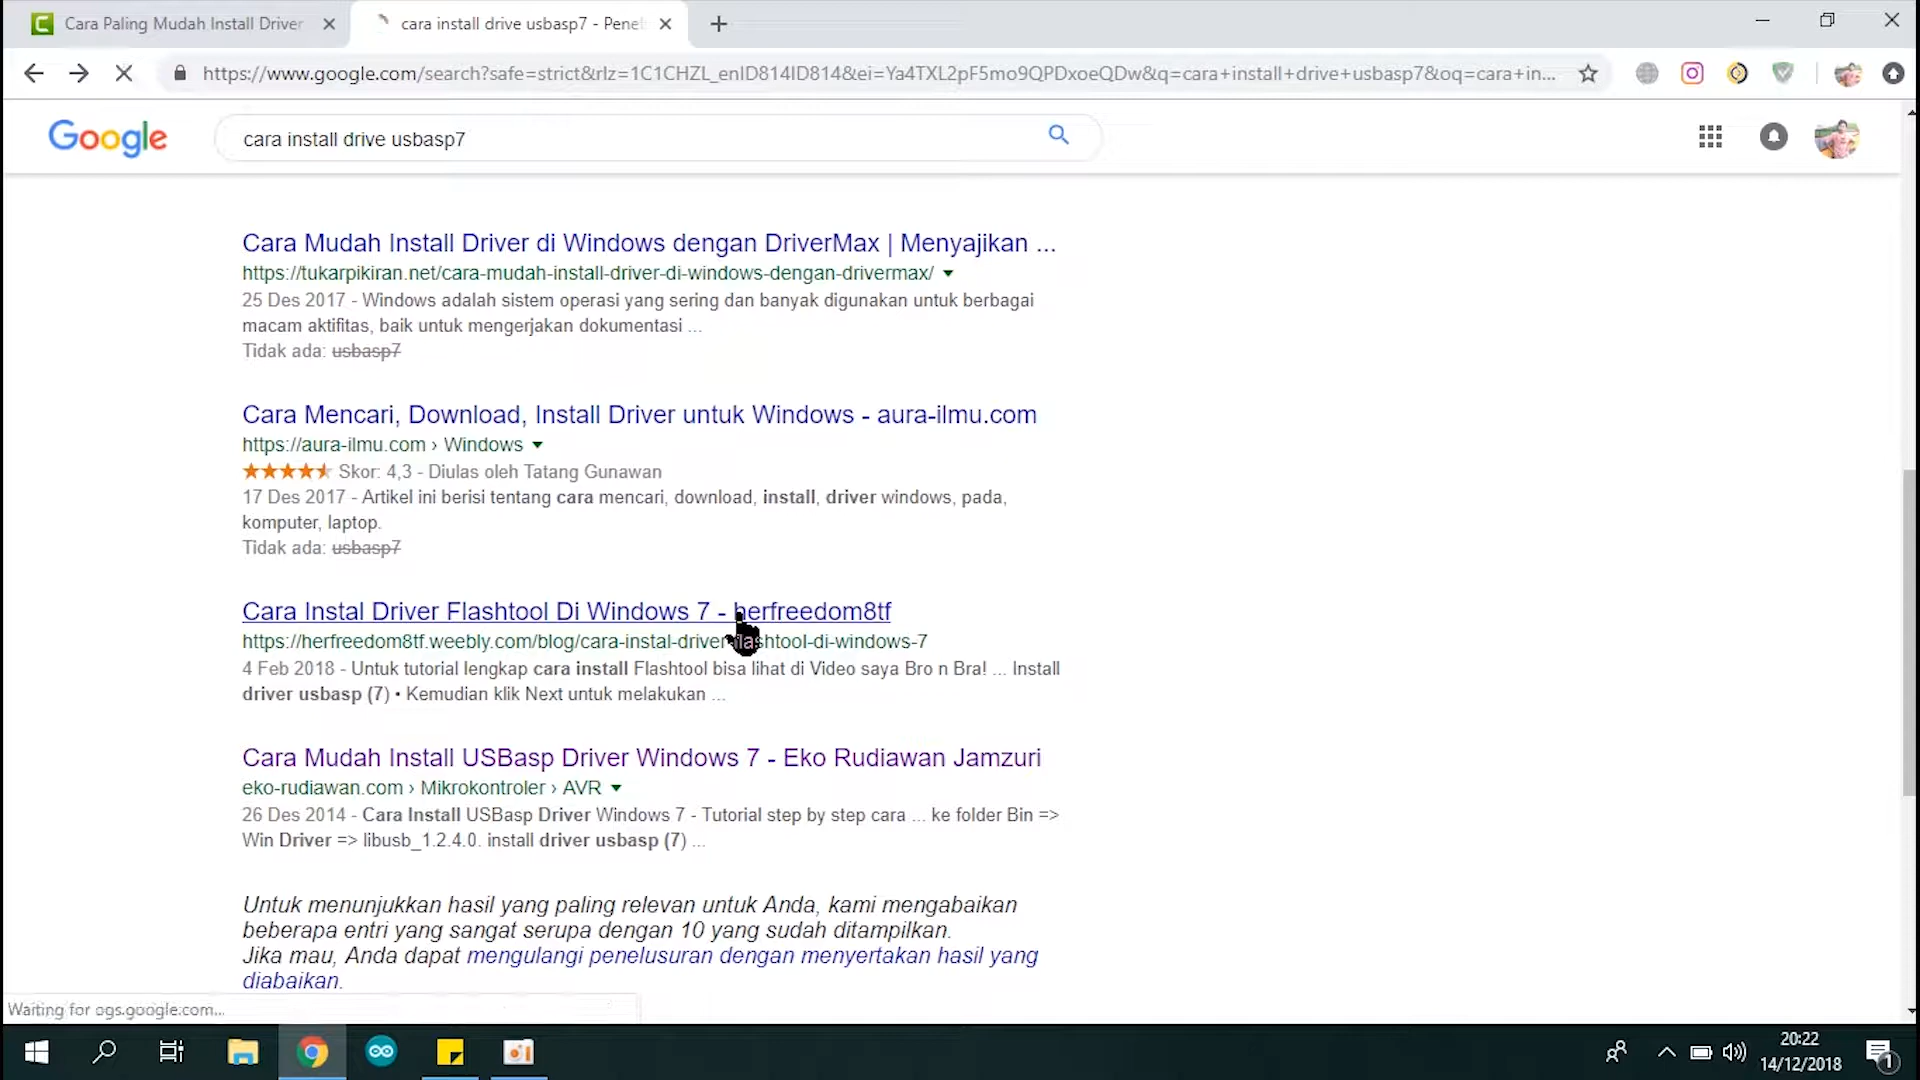 Cara Paling Mudah Install Driver
cara install drive usbasp7 - Pene
https://www.google.com/search?safe=strict&rlz=1C1CHZL_enID814ID814&ei=Ya4TXL2pF5mo9QPDxoeQDw&q=cara+install+drive+usbasp7&oq=cara+in...
Google
cara install drive usbasp7
Cara Mudah Install Driver di Windows dengan DriverMax | Menyajikan ...
https://tukarpikiran.net/cara-mudah-install-driver-di-windows-dengan-drivermax/
25 Des 2017 - Windows adalah sistem operasi yang sering dan banyak digunakan untuk berbagai
macam aktifitas, baik untuk mengerjakan dokumentasi ...
Tidak ada: usbasp7
Cara Mencari, Download, Install Driver untuk Windows - aura-ilmu.com
https://aura-ilmu.com › Windows
Skor: 4,3 - Diulas oleh Tatang Gunawan
17 Des 2017 - Artikel ini berisi tentang cara mencari, download, install, driver windows, pada,
komputer, laptop.
Tidak ada: usbasp7
Cara Instal Driver Flashtool Di Windows 7 - herfreedom8tf
https://herfreedom8tf.weebly.com/blog/cara-instal-driver-flashtool-di-windows-7
4 Feb 2018 - Untuk tutorial lengkap cara install Flashtool bisa lihat di Video saya Bro n Bra! ... Install
driver usbasp (7) • Kemudian klik Next untuk melakukan ...
Cara Mudah Install USBasp Driver Windows 7 - Eko Rudiawan Jamzuri
eko-rudiawan.com › Mikrokontroler › AVR
26 Des 2014 - Cara Install USBasp Driver Windows 7 - Tutorial step by step cara ... ke folder Bin =>
Win Driver => libusb_1.2.4.0. install driver usbasp (7) ...
Untuk menunjukkan hasil yang paling relevan untuk Anda, kami mengabaikan
beberapa entri yang sangat serupa dengan 10 yang sudah ditampilkan.
Jika mau, Anda dapat mengulangi penelusuran dengan menyertakan hasil yang
diabaikan.
Waiting for ogs.google.com...
20:22
14/12/2018
1